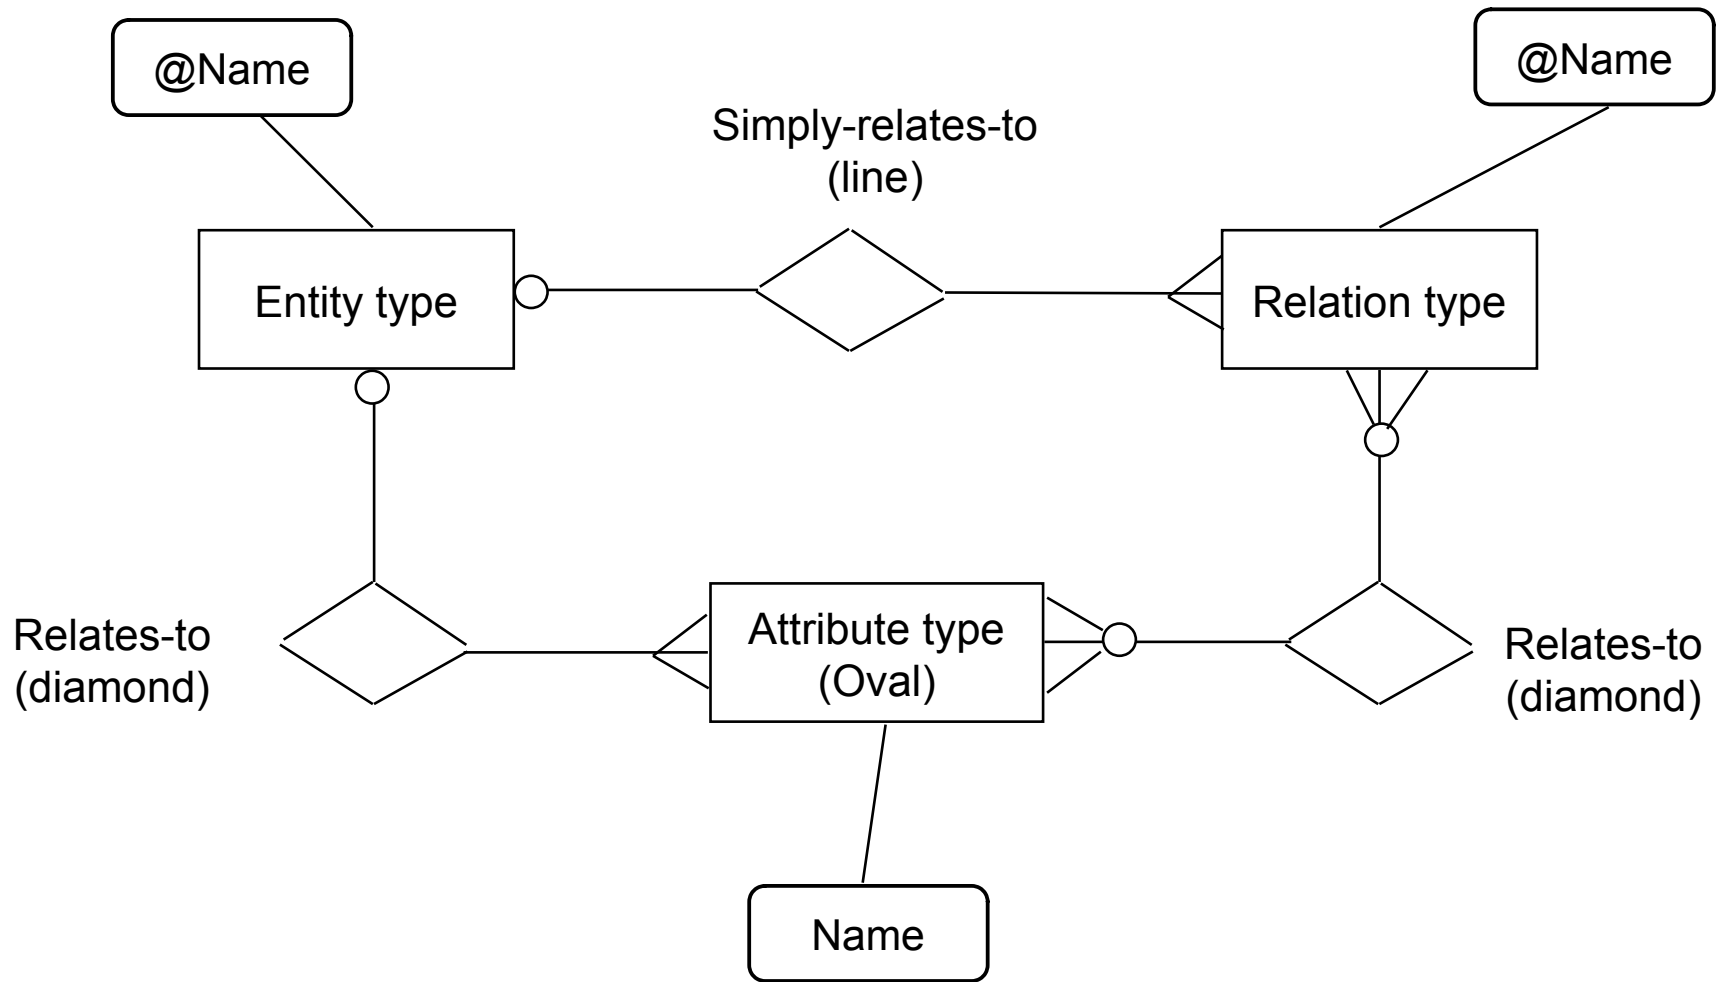 @Name
@Name
Simply-relates-to
(line)
Entity type
Relation type
Relates-to
(diamond)
Attribute type
(Oval)
Relates-to
(diamond)
Name